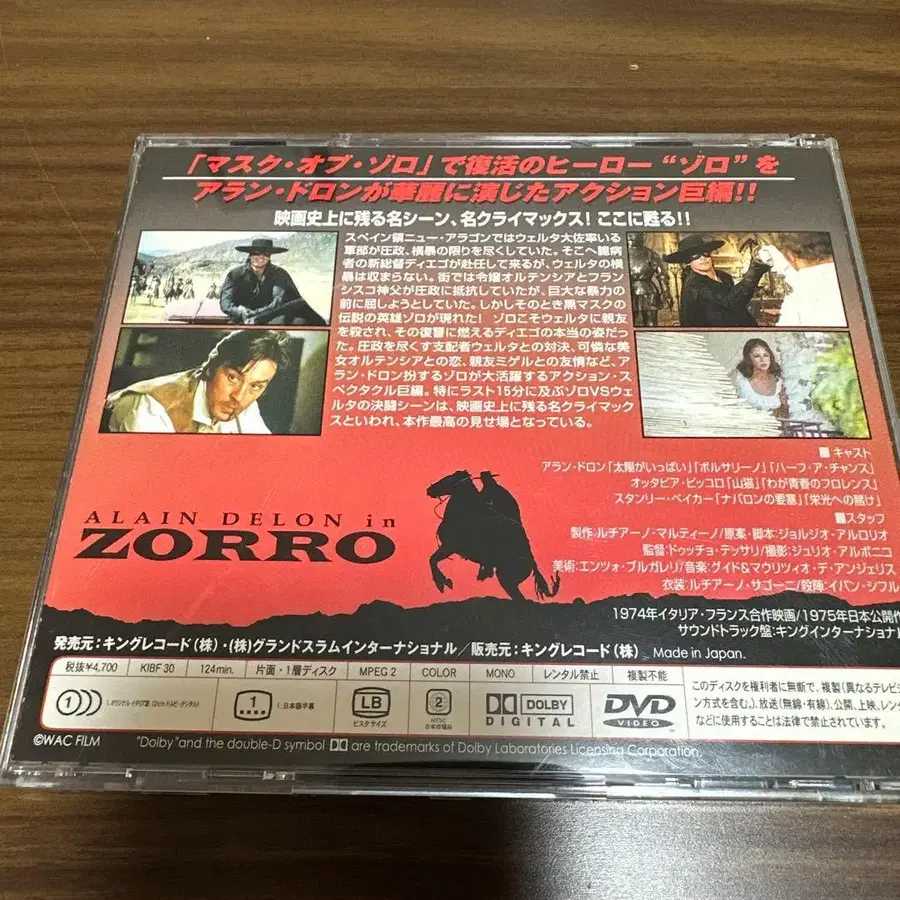 「マスク・オブ・ゾロ」で復活のヒーロー“ゾロ”を
アラン・ドロンが華麗に演じたアクション巨編!!
映画史上に残る名シーン、名クライマックス!ここに甦る!!
スペイン領ニュー・アラゴンではウェルタ大佐率いる
軍部が圧政、横暴の限りを尽くしていた。そこへ臆病
者の新総督ディエゴが赴任して来るが、ウェルタの横
暴は収まらない。街では令嬢オルテンシアとフラン
シスコ神父が圧政に抵抗していたが、巨大な暴力の
前に屈しようとしていた。しかしそのとき黒マスクの
伝説の英雄ゾロが現れた! ゾロこそウェルタに親友
を殺され、その復讐に燃えるディエゴの本当の姿だっ
た。圧政を尽くす支配者ウェルタとの対決、可憐な美
女オルテンシアとの恋、親友ミゲルとの友情など、ア
ラン・ドロン扮するゾロが大活躍するアクション・ス
ペクタクル巨編。特にラスト15分に及ぶゾロVSウェ
ルタの決闘シーンは、映画史上に残る名クライマック
スといわれ、本作最高の見せ場となっている。
■キャスト
アラン・ドロン「太陽がいっぱい」「ボルサリーノ」「ハーフ・ア・チャンス」
オッタビア・ピッコロ「山猫」「わが青春のフロレンス」
スタンリー・ベイカー「ナバロンの要塞」「栄光への賭け」
■スタッフ
製作:ルチアーノ・マルティーノ/原案・脚本:ジョルジオ・アルロリオ
監督:ドゥッチョ・テッサリ/撮影:ジュリオ・アルボニコ
美術:エンツォ・ブルガレリ/音楽:グイド&マウリツィオ・デ・アンジェリス
衣装:ルチアーノ・サゴーニ/殺陣:イバン・シフル
ALAIN DELON in
ZORRO
1974年イタリア・フランス合作映画/1975年日本公開作
サウンドトラック盤:キングインターナショナル
発売元:キングレコード(株)・(株)グランドスラムインターナショナル/販売元:キングレコード(株) Made in Japan.
税抜¥4,700 KIBF 30 124min. 片面・1層ディスク MPEG 2 COLOR MONO レンタル禁止 複製不能
1.オリジナルイタリア語(2chドルビーデジタル)
1 1.日本語字幕
LB ビスタサイズ
2 NTSC 日本市場向
DOLBY DIGITAL
DVD VIDEO
このディスクを権利者に無断で、複製(異なるテレビジ
ン方式を含む。)、放送(無線・有線)、公開、上映、レン
などに使用することは法律で禁止されています。
©WAC FILM
"Dolby"and the double-D symbol are trademarks of Dolby Laboratories Licensing Corporation.